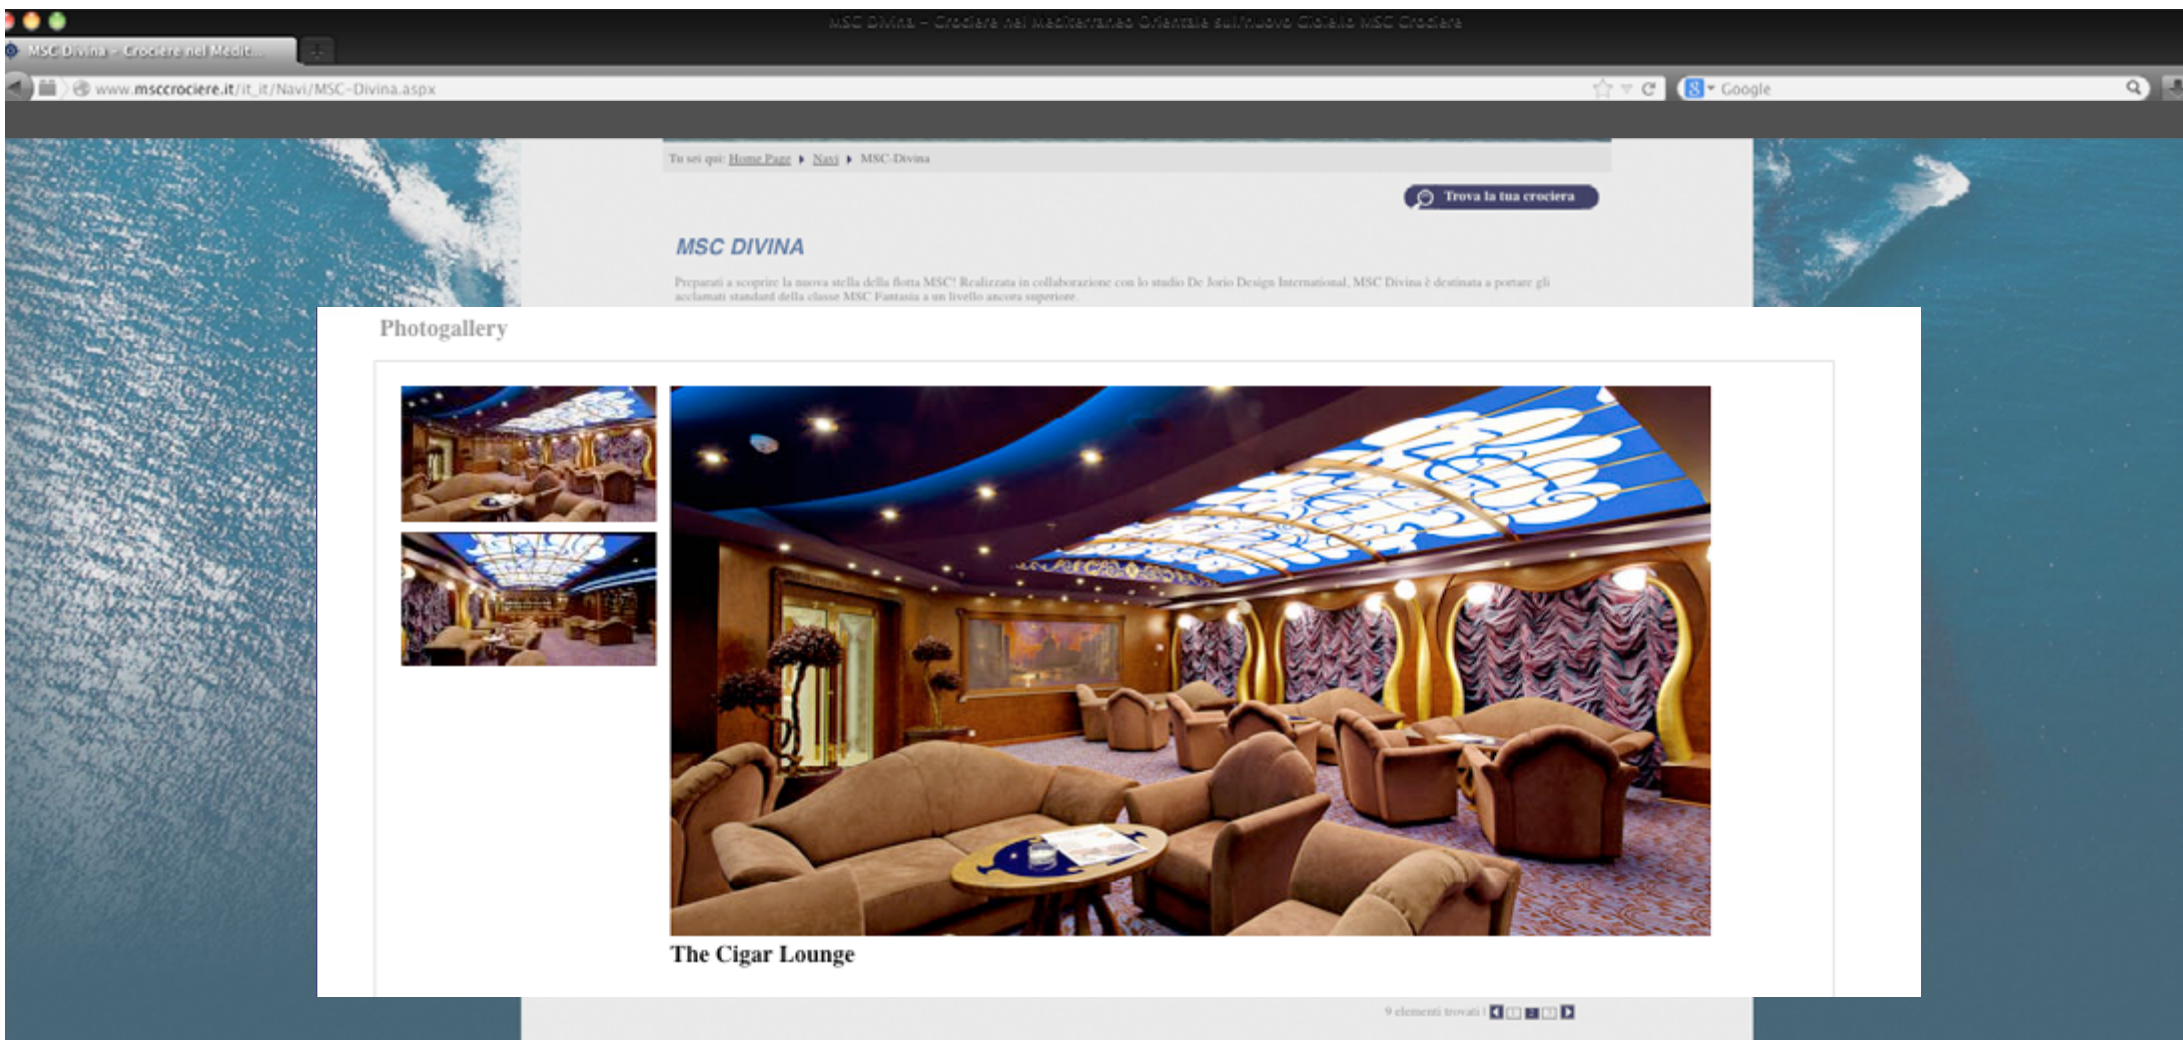 MSC Divina – Crociere nel Mediterraneo Orientale sull'nuovo Gioiello MSC Crociere
MSC Divina – Crociere nel Medit...
www.msccrociere.it/it_it/Navi/MSC-Divina.aspx
Google
Tu sei qui: Home Page Navi MSC-Divina
Trova la tua crociera
MSC DIVINA
Preparati a scoprire la nuova stella della flotta MSC! Realizzata in collaborazione con lo studio De Jorio Design International, MSC Divina è destinata a portare gli
acclamati standard della classe MSC Fantasia a un livello ancora superiore.
Photogallery
The Cigar Lounge
9 elementi trovati | 1 2 3